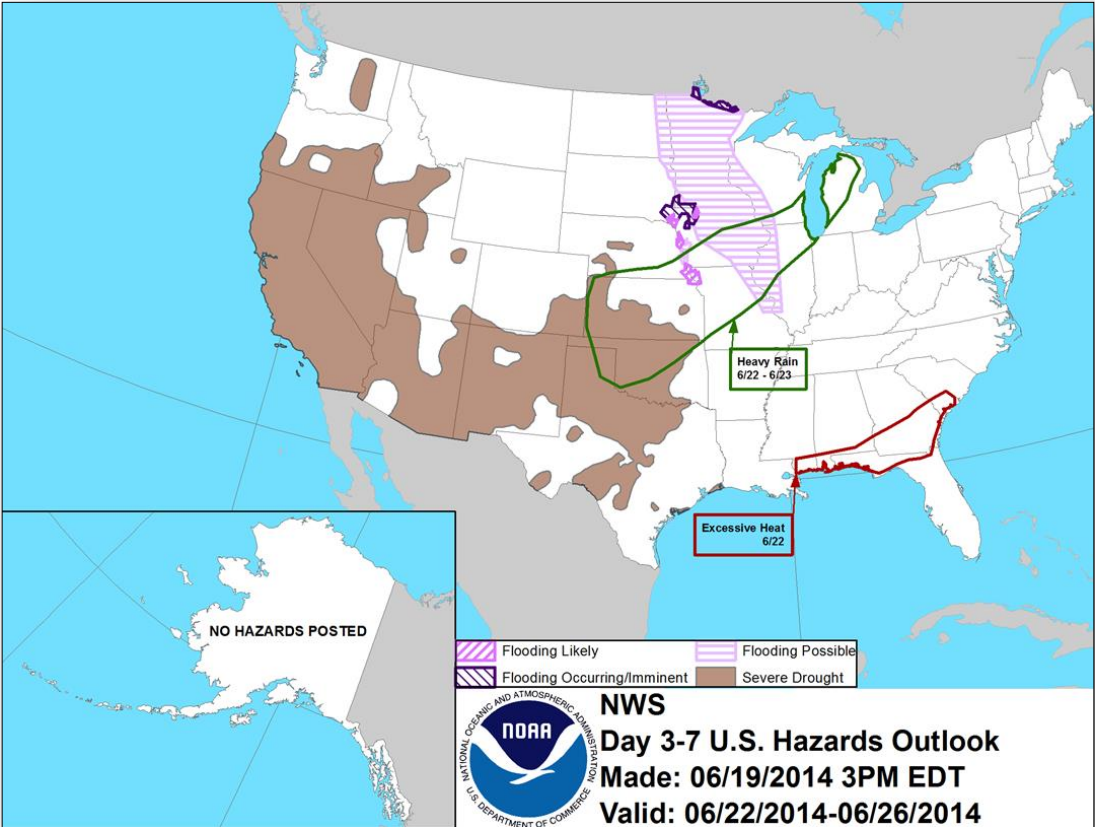 Heavy Rain
6/22 - 6/23
Excessive Heat
6/22
NO HAZARDS POSTED
Flooding Likely
Flooding Possible
Flooding Occurring/Imminent
Severe Drought
NATIONAL OCEANIC AND ATMOSPHERIC ADMINISTRATION
NOAA
U.S. DEPARTMENT OF COMMERCE
NWS
Day 3-7 U.S. Hazards Outlook
Made: 06/19/2014 3PM EDT
Valid: 06/22/2014-06/26/2014